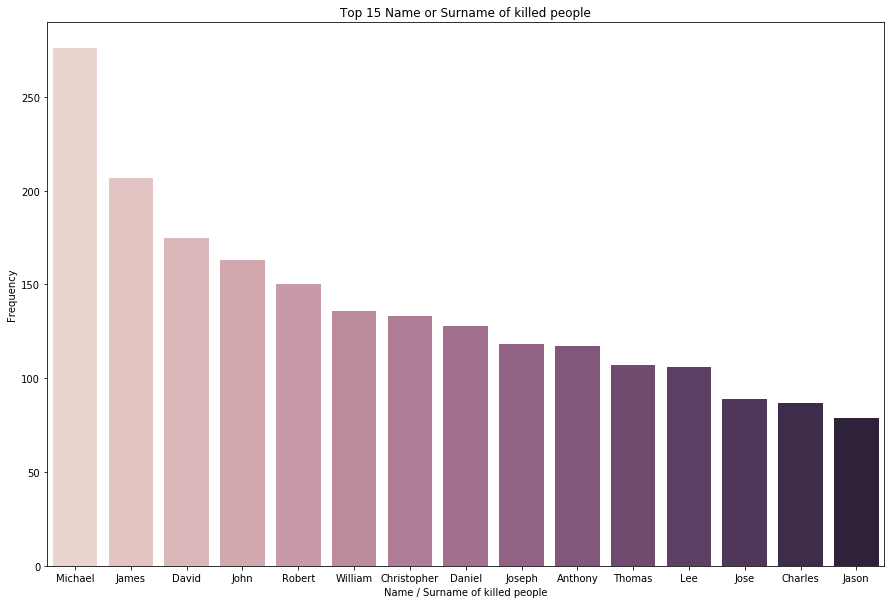 Top 15 Name or Surname of killed people
Frequency
250
200
150
100
50
0
Michael James David John Robert William Christopher Daniel Joseph Anthony Thomas Lee Jose Charles Jason
Name / Surname of killed people